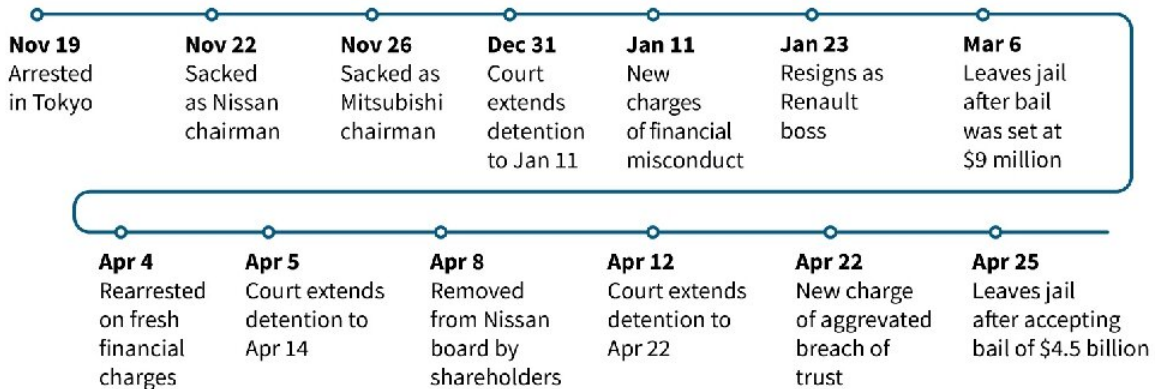 Nov 19
Arrested
in Tokyo
Nov 22
Sacked
as Nissan
chairman
Nov 26
Sacked as
Mitsubishi
chairman
Dec 31
Court
extends
detention
to Jan 11
Jan 11
New
charges
of financial
misconduct
Jan 23
Resigns as
Renault
boss
Mar 6
Leaves jail
after bail
was set at
$9 million
Apr 4
Rearrested
on fresh
financial
charges
Apr 5
Court extends
detention to
Apr 14
Apr 8
Removed
from Nissan
board by
shareholders
Apr 12
Court extends
detention to
Apr 22
Apr 22
New charge
of aggrevated
breach of
trust
Apr 25
Leaves jail
after accepting
bail of $4.5 billion